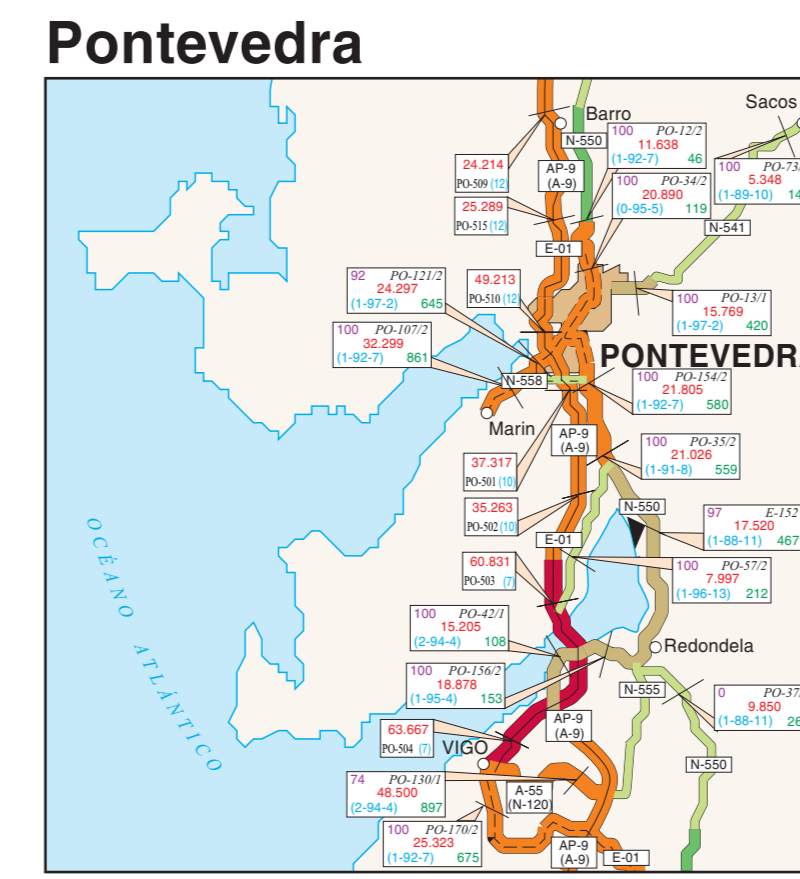 Pontevedra
Sacos
Barro
N-550
100 PO-12/2
11.638
(1-92-7) 46
100 PO-73/
5.348
(1-89-10) 14
24.214
PO-509 (12)
AP-9
(A-9)
100 PO-34/2
20.890
(0-95-5) 119
25.289
PO-515 (12)
N-541
E-01
92 PO-121/2
24.297
(1-97-2) 645
49.213
PO-510 (12)
100 PO-13/1
15.769
(1-97-2) 420
100 PO-107/2
32.299
(1-92-7) 861
PONTEVEDRA
N-558
100 PO-154/2
21.805
(1-92-7) 580
Marin
AP-9
(A-9)
100 PO-35/2
21.026
(1-91-8) 559
37.317
PO-501 (10)
35.263
PO-502 (10)
N-550
97 E-152
17.520
(1-88-11) 467
OCÉANO ATLÁNTICO
E-01
60.831
PO-503 (7)
100 PO-57/2
7.997
(1-96-13) 212
100 PO-42/1
15.205
(2-94-4) 108
Redondela
100 PO-156/2
18.878
(1-95-4) 153
N-555
0 PO-37
9.850
(1-88-11) 26
AP-9
(A-9)
63.667
PO-504 (7)
VIGO
N-550
74 PO-130/1
48.500
(2-94-4) 897
A-55
(N-120)
100 PO-170/2
25.323
(1-92-7) 675
AP-9
(A-9)
E-01